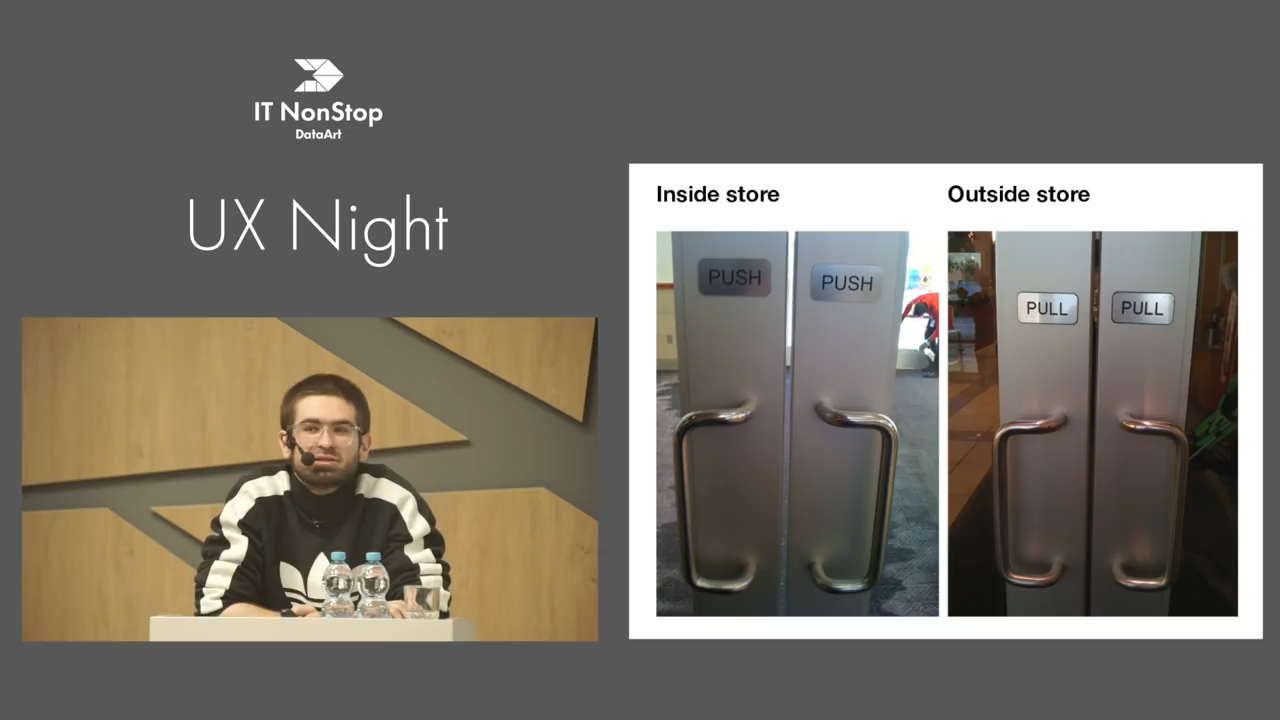 IT NonStop
DataArt
UX Night
Inside store
Outside store
PUSH
PUSH
PULL
PULL